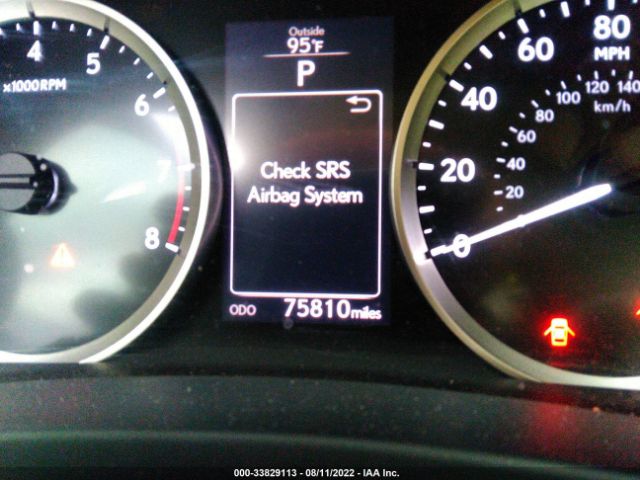 Outside
95°F
P
Check SRS
Airbag System
ODO 75810 miles
4 5 6 7 8
x1000RPM
0 20 40 60 80
MPH
20 40 60 80 100 120 140
km/h
000-33829113 - 08/11/2022 - IAA Inc.